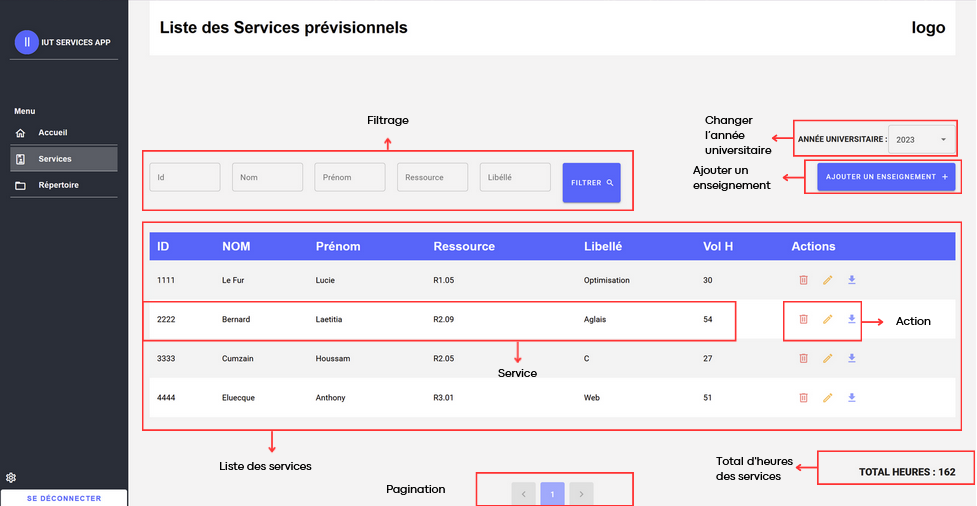 Liste des Services prévisionnels
logo
II
IUT SERVICES APP
Menu
Accueil
Services
Répertoire
SE DÉCONNECTER
Filtrage
Changer
l'année
universitaire
ANNÉE UNIVERSITAIRE :
2023
Ajouter un
enseignement
AJOUTER UN ENSEIGNEMENT +
Id
Nom
Prénom
Ressource
Libéllé
FILTRER
ID NOM Prénom Ressource Libellé Vol H Actions
1111 Le Fur Lucie R1.05 Optimisation 30
2222 Bernard Laetitia R2.09 Aglais 54
Action
3333 Cumzain Houssam R2.05 C 27
Service
4444 Eluecque Anthony R3.01 Web 51
Liste des services
Total d'heures
des services
TOTAL HEURES : 162
Pagination
< 1 >